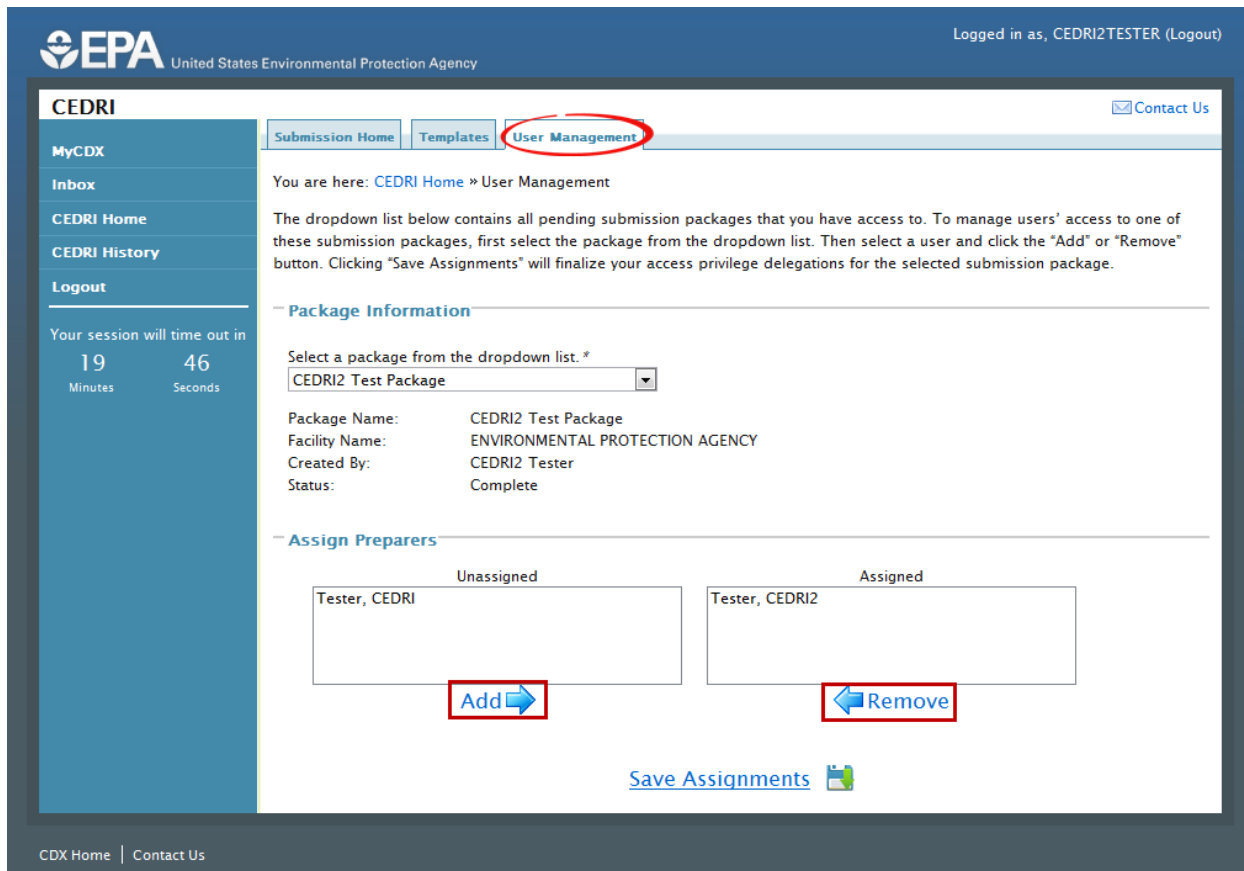 Logged in as, CEDRI2TESTER (Logout)
EPA United States Environmental Protection Agency
CEDRI
Contact Us
MyCDX
Inbox
CEDRI Home
CEDRI History
Logout
Your session will time out in
19 46
Minutes Seconds
Submission Home Templates User Management
You are here: CEDRI Home » User Management
The dropdown list below contains all pending submission packages that you have access to. To manage users’ access to one of
these submission packages, first select the package from the dropdown list. Then select a user and click the “Add” or “Remove”
button. Clicking “Save Assignments” will finalize your access privilege delegations for the selected submission package.
Package Information
Select a package from the dropdown list. *
CEDRI2 Test Package
Package Name: CEDRI2 Test Package
Facility Name: ENVIRONMENTAL PROTECTION AGENCY
Created By: CEDRI2 Tester
Status: Complete
Assign Preparers
Unassigned Assigned
Tester, CEDRI Tester, CEDRI2
Add Remove
Save Assignments
CDX Home | Contact Us